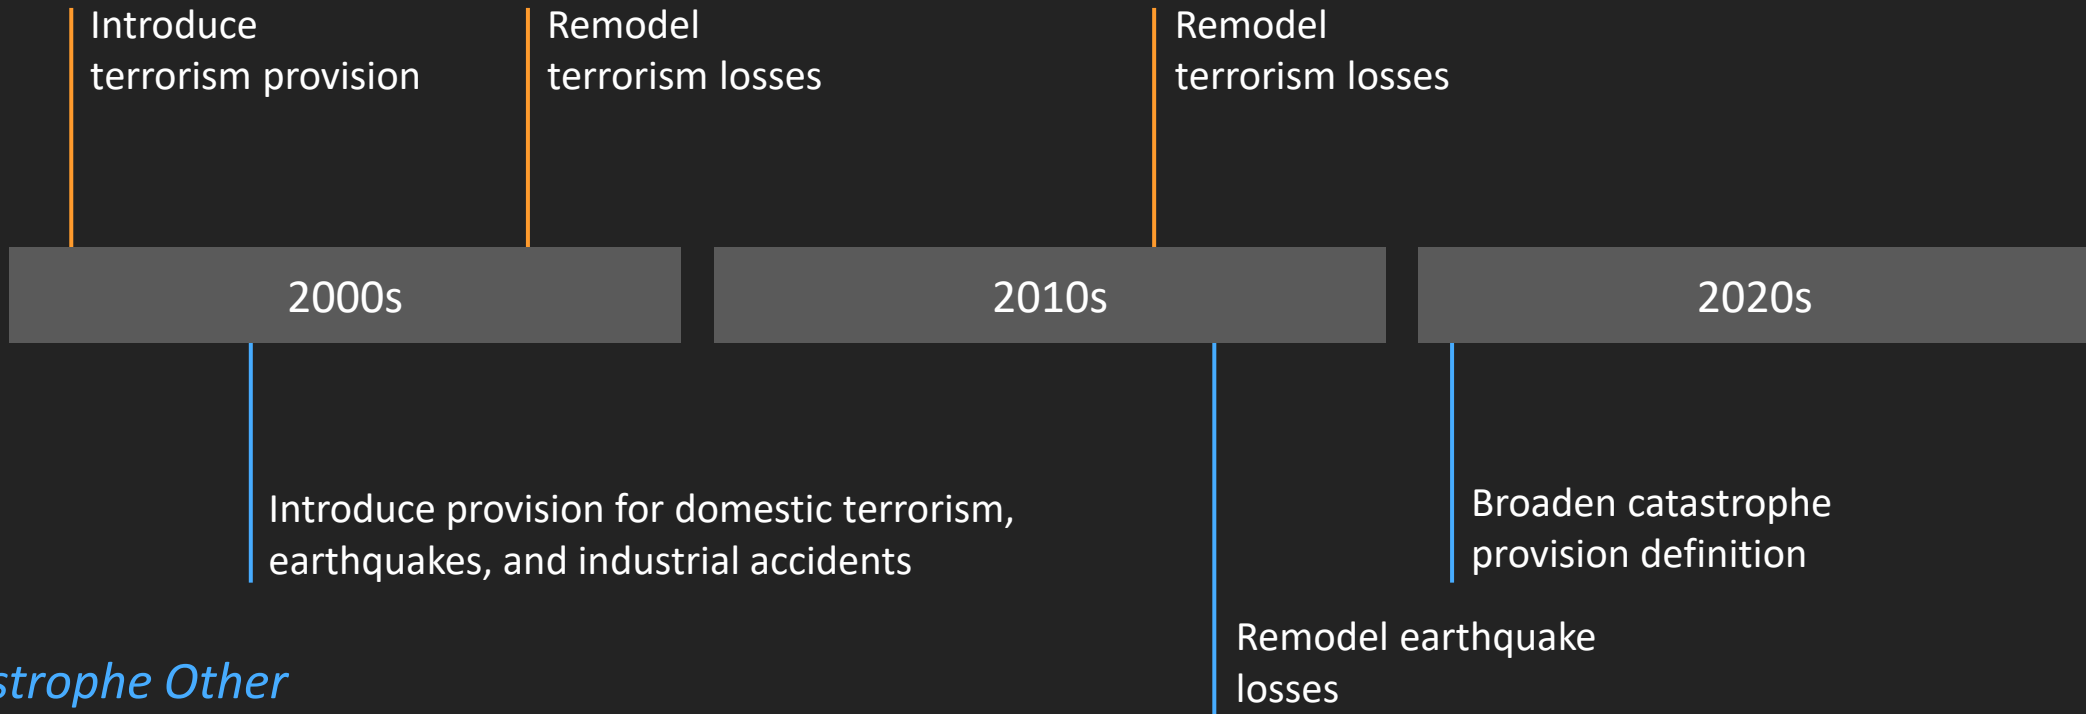 Introduce
terrorism provision
Remodel
terrorism losses
Remodel
terrorism losses
2000s
2010s
2020s
Introduce provision for domestic terrorism,
earthquakes, and industrial accidents
Broaden catastrophe
provision definition
Remodel earthquake
losses
strophe Other